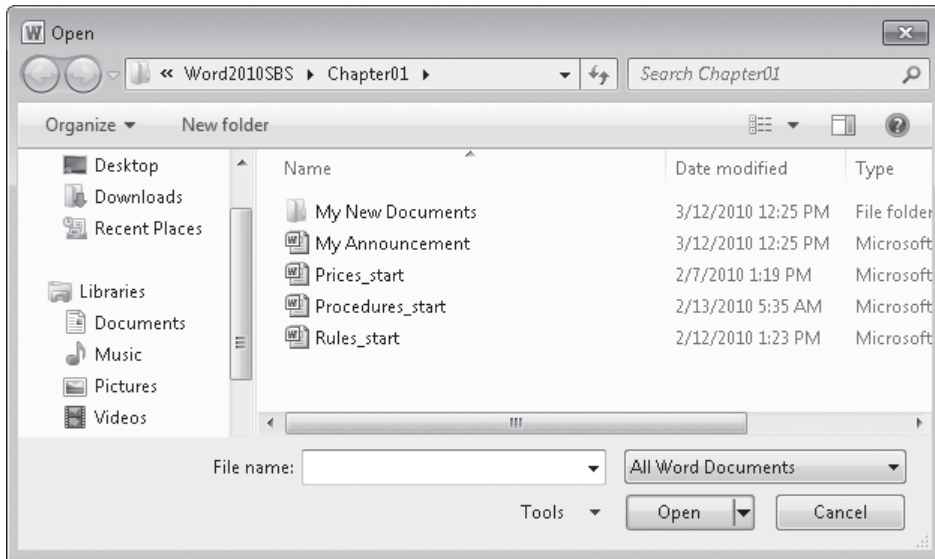 Open
« Word2010SBS ▸ Chapter01 ▸
Search Chapter01
Organize ▾ New folder
Desktop
Downloads
Recent Places
Libraries
Documents
Music
Pictures
Videos
Name Date modified Type
My New Documents 3/12/2010 12:25 PM File folder
My Announcement 3/12/2010 12:25 PM Microsoft
Prices_start 2/7/2010 1:19 PM Microsoft
Procedures_start 2/13/2010 5:35 AM Microsoft
Rules_start 2/12/2010 1:23 PM Microsoft
File name: All Word Documents
Tools Open Cancel